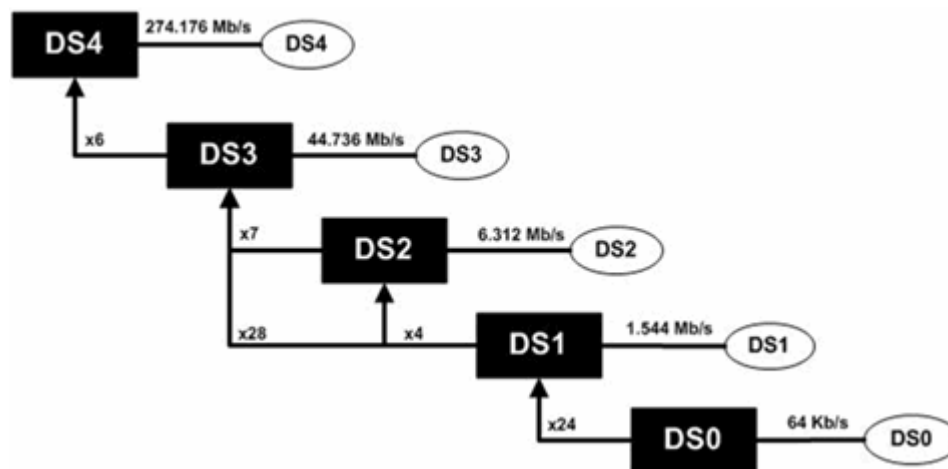 DS4
274.176 Mb/s
DS4
x6
DS3
44.736 Mb/s
DS3
x7
DS2
6.312 Mb/s
DS2
x28
x4
DS1
1.544 Mb/s
DS1
x24
DS0
64 Kb/s
DS0